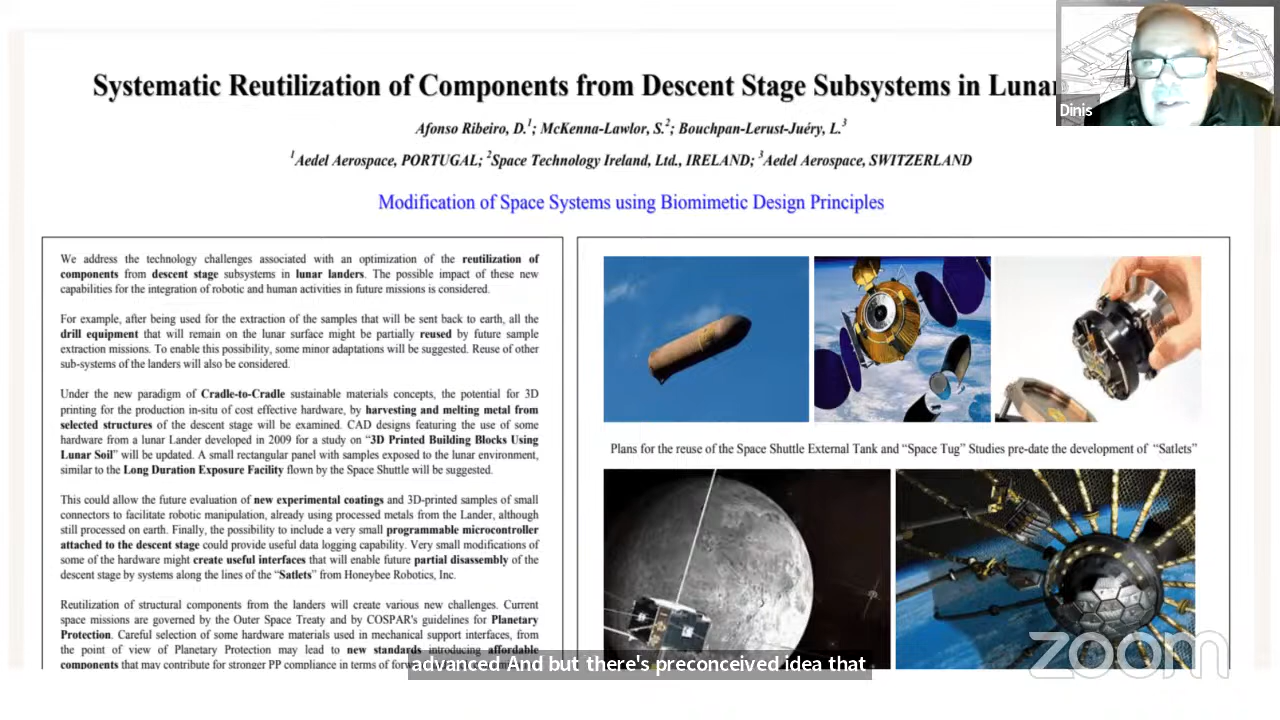 Systematic Reutilization of Components from Descent Stage Subsystems in Lunar
Afonso Ribeiro, D.1; McKenna-Lawlor, S.2; Bouchpan-Lerust-Juéry, L.3
1Aedel Aerospace, PORTUGAL; 2Space Technology Ireland, Ltd., IRELAND; 3Aedel Aerospace, SWITZERLAND
Modification of Space Systems using Biomimetic Design Principles
Dinis
We address the technology challenges associated with an optimization of the reutilization of
components from descent stage subsystems in lunar landers. The possible impact of these new
capabilities for the integration of robotic and human activities in future missions is considered.
For example, after being used for the extraction of the samples that will be sent back to earth, all the
drill equipment that will remain on the lunar surface might be partially reused by future sample
extraction missions. To enable this possibility, some minor adaptations will be suggested. Reuse of other
sub-systems of the landers will also be considered.
Under the new paradigm of Cradle-to-Cradle sustainable materials concepts, the potential for 3D
printing for the production in-situ of cost effective hardware, by harvesting and melting metal from
selected structures of the descent stage will be examined. CAD designs featuring the use of some
hardware from a lunar Lander developed in 2009 for a study on “3D Printed Building Blocks Using
Lunar Soil” will be updated. A small rectangular panel with samples exposed to the lunar environment,
similar to the Long Duration Exposure Facility flown by the Space Shuttle will be suggested.
This could allow the future evaluation of new experimental coatings and 3D-printed samples of small
connectors to facilitate robotic manipulation, already using processed metals from the Lander, although
still processed on earth. Finally, the possibility to include a very small programmable microcontroller
attached to the descent stage could provide useful data logging capability. Very small modifications of
some of the hardware might create useful interfaces that will enable future partial disassembly of the
descent stage by systems along the lines of the “Satlets” from Honeybee Robotics, Inc.
Reutilization of structural components from the landers will create various new challenges. Current
space missions are governed by the Outer Space Treaty and by COSPAR's guidelines for Planetary
Protection. Careful selection of some hardware materials used in mechanical support interfaces, from
the point of view of Planetary Protection may lead to new standards introducing affordable
components that may contribute for stronger PP compliance in terms of
Plans for the reuse of the Space Shuttle External Tank and “Space Tug” Studies pre-date the development of “Satlets”
advanced And but there's preconceived idea that
zoom